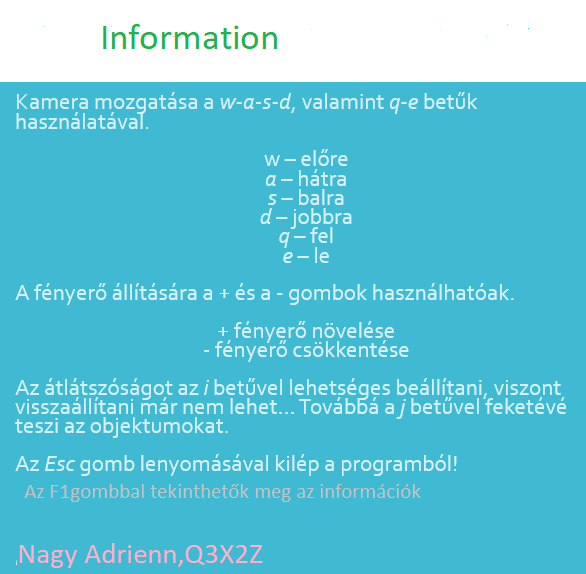 Information
Kamera mozgatása a w-a-s-d, valamint q-e betűk
használatával.
w – előre
a – hátra
s – balra
d – jobbra
q – fel
e – le
A fényerő állítására a + és a - gombok használhatóak.
+ fényerő növelése
- fényerő csökkentése
Az átlátszóságot az i betűvel lehetséges beállítani, viszont
visszaállítani már nem lehet... Továbbá a j betűvel feketévé
teszi az objektumokat.
Az Esc gomb lenyomásával kilép a programból!
Az F1gombbal tekinthetők meg az információk
,Nagy Adrienn,Q3X2Z